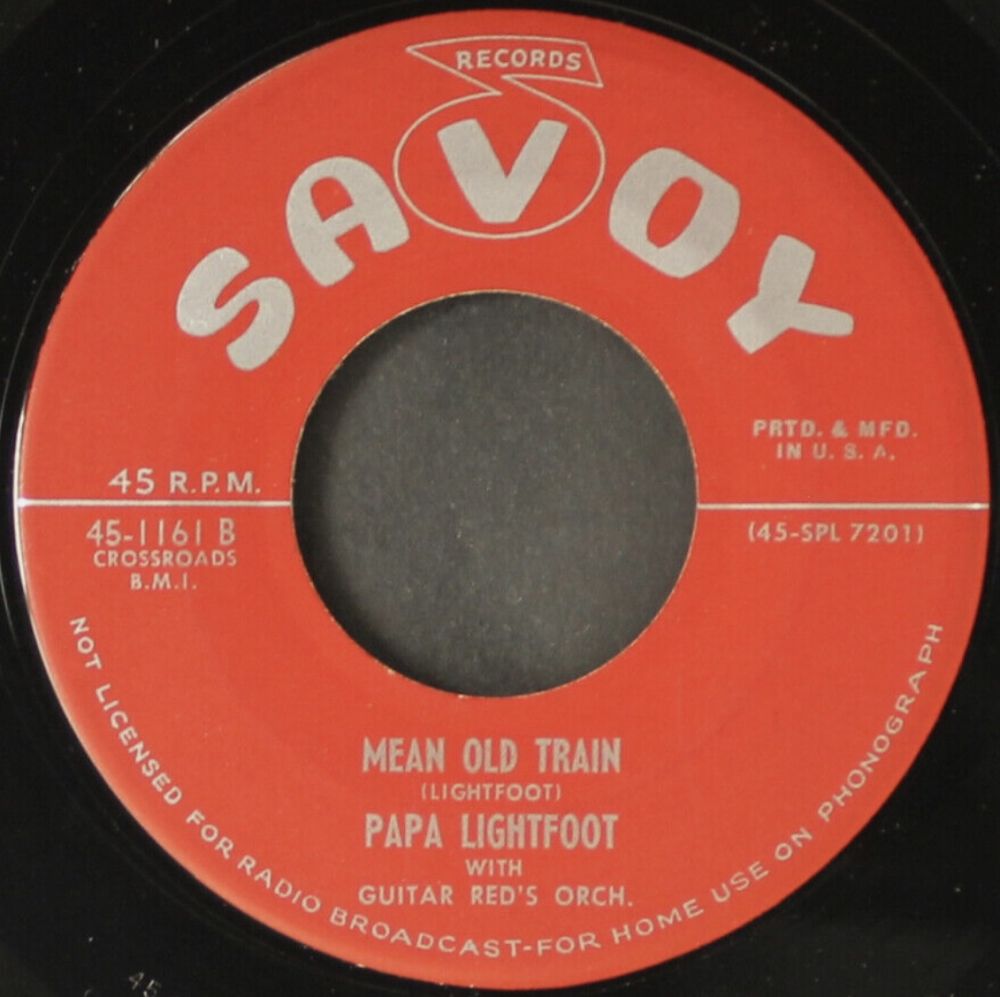 RECORDS
SAVOY
PRTD. & MFD.
IN U. S. A.
45 R.P.M.
45-1161 B
CROSSROADS
B.M.I.
(45-SPL 7201)
MEAN OLD TRAIN
(LIGHTFOOT)
PAPA LIGHTFOOT
WITH
GUITAR RED'S ORCH.
NOT LICENSED FOR RADIO BROADCAST-FOR HOME USE ON PHONOGRAPH
45